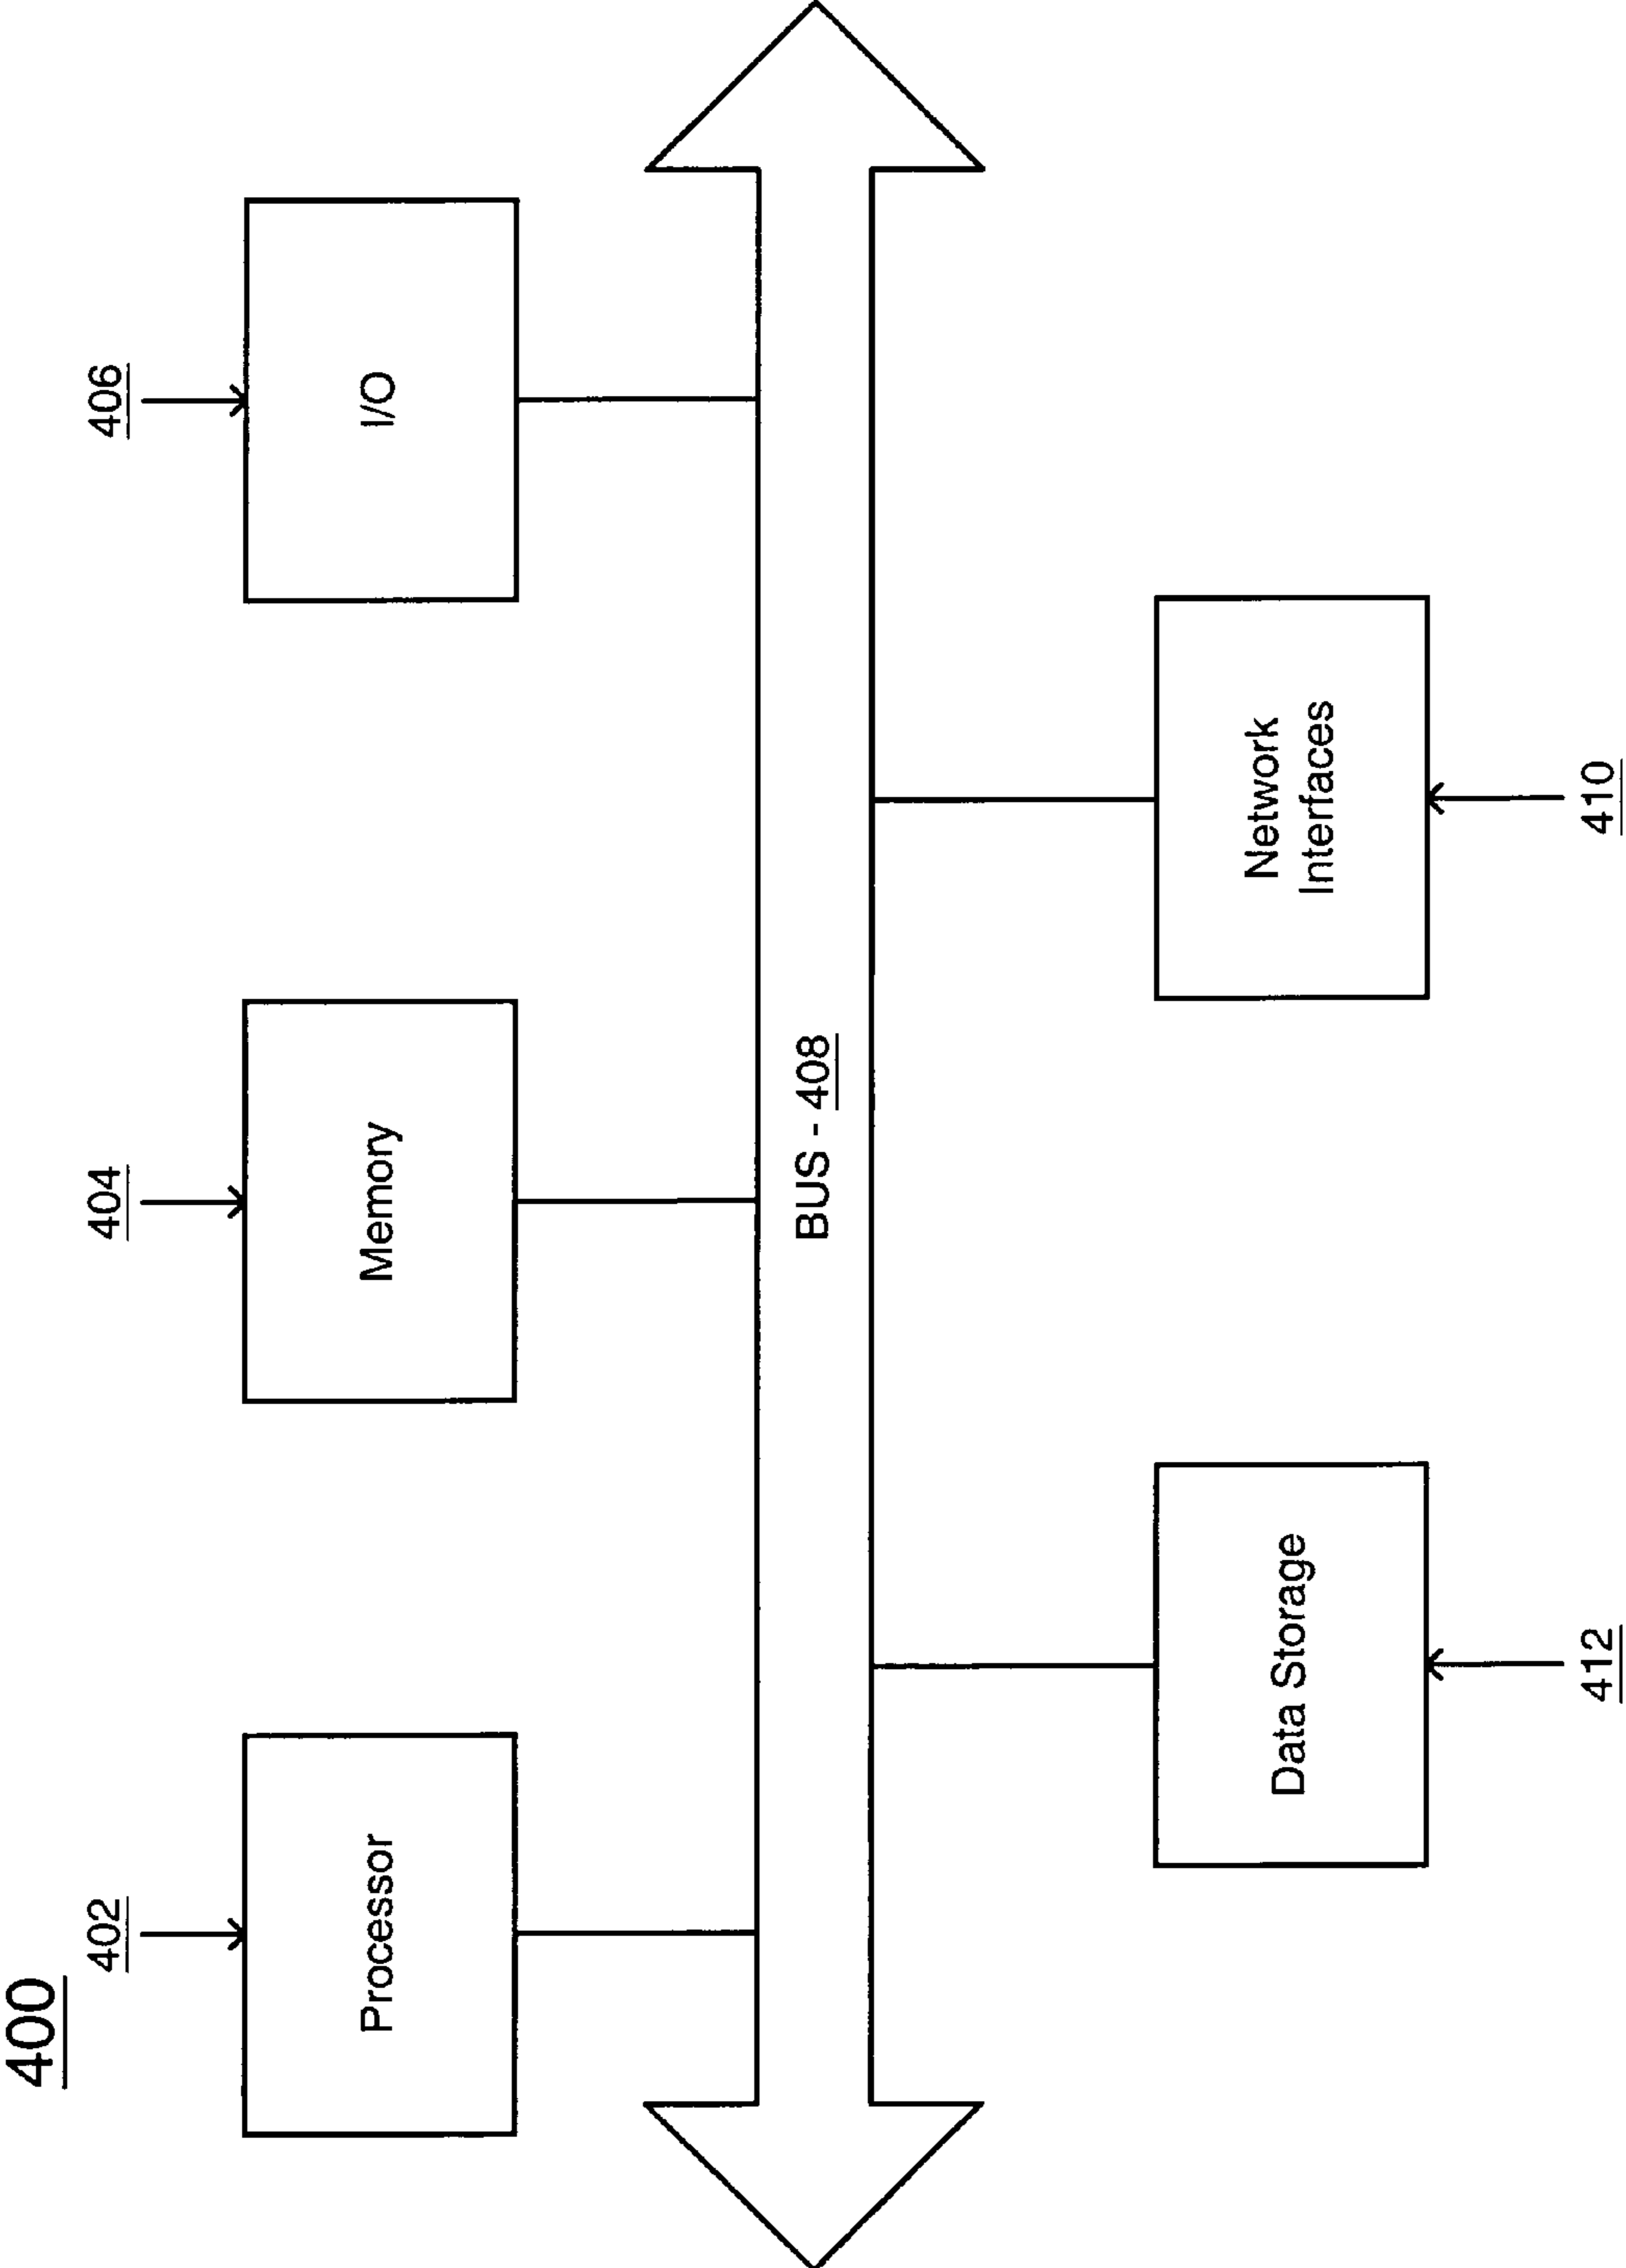 400
402
404
406
Processor
Memory
I/O
BUS - 408
Data Storage
Network
Interfaces
412
410